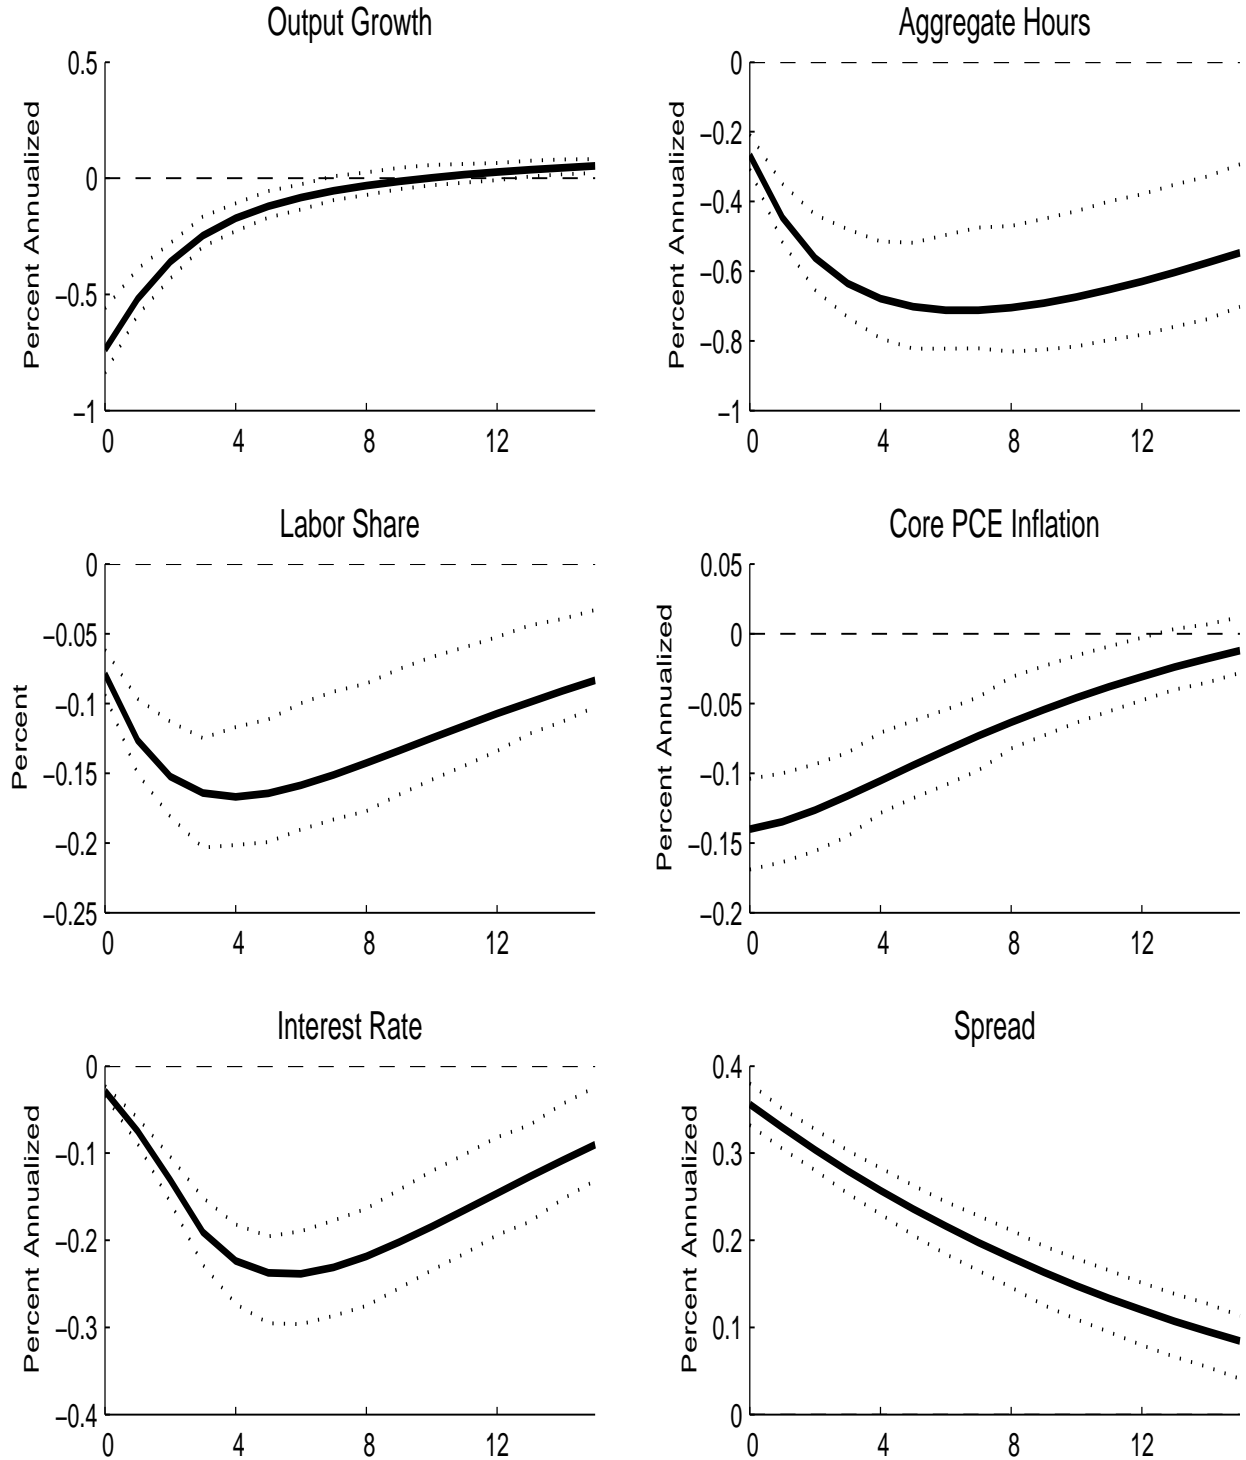 Output Growth
Percent Annualized
0.5
0
−0.5
−1
0 4 8 12
Aggregate Hours
Percent Annualized
0
−0.2
−0.4
−0.6
−0.8
−1
0 4 8 12
Labor Share
Percent
0
−0.05
−0.1
−0.15
−0.2
−0.25
0 4 8 12
Core PCE Inflation
Percent Annualized
0.05
0
−0.05
−0.1
−0.15
−0.2
0 4 8 12
Interest Rate
Percent Annualized
0
−0.1
−0.2
−0.3
−0.4
0 4 8 12
Spread
Percent Annualized
0.4
0.3
0.2
0.1
0
0 4 8 12